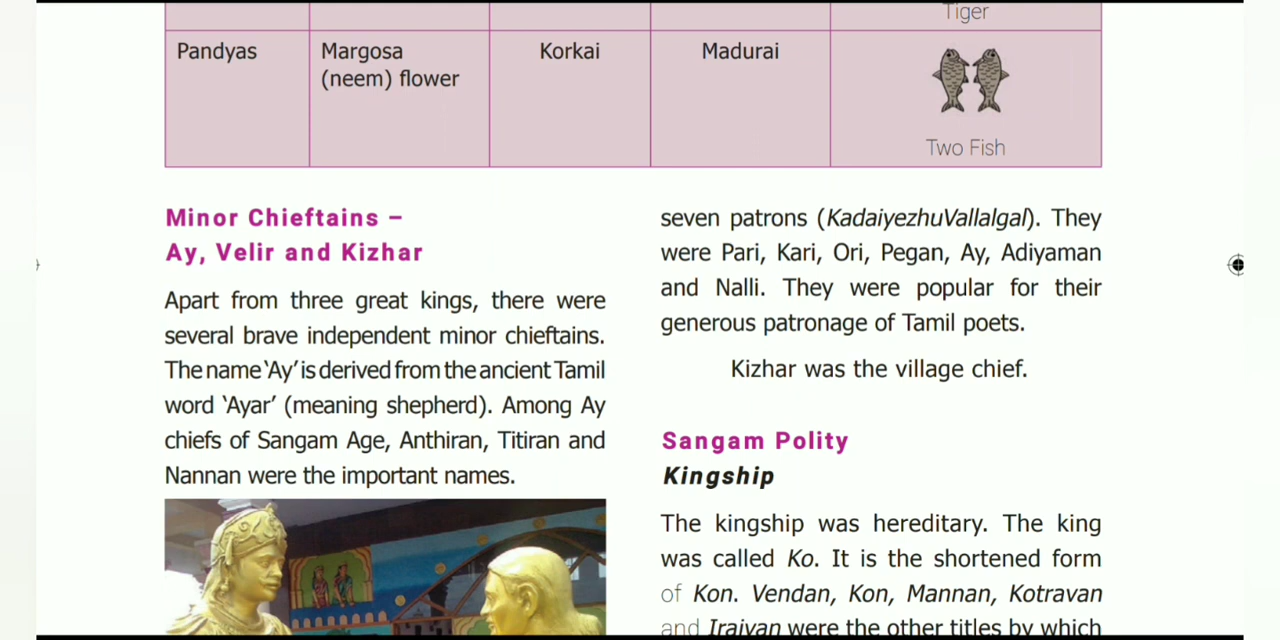 Tiger
Pandyas
Margosa
(neem) flower
Korkai
Madurai
Two Fish
Minor Chieftains –
Ay, Velir and Kizhar
Apart from three great kings, there were
several brave independent minor chieftains.
The name ‘Ay’ is derived from the ancient Tamil
word ‘Ayar’ (meaning shepherd). Among Ay
chiefs of Sangam Age, Anthiran, Titiran and
Nannan were the important names.
seven patrons (KadaiyezhuVallalgal). They
were Pari, Kari, Ori, Pegan, Ay, Adiyaman
and Nalli. They were popular for their
generous patronage of Tamil poets.
Kizhar was the village chief.
Sangam Polity
Kingship
The kingship was hereditary. The king
was called Ko. It is the shortened form
of Kon. Vendan, Kon, Mannan, Kotravan
and Iraivan were the other titles by which